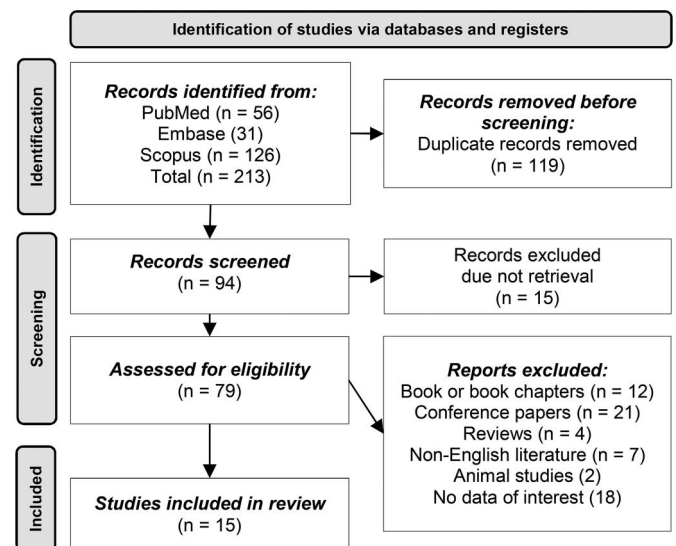 Identification of studies via databases and registers
Identification
Records identified from:
PubMed (n = 56)
Embase (31)
Scopus (n = 126)
Total (n = 213)
Records removed before
screening:
Duplicate records removed
(n = 119)
Screening
Records screened
(n = 94)
Records excluded
due not retrieval
(n = 15)
Assessed for eligibility
(n = 79)
Reports excluded:
Book or book chapters (n = 12)
Conference papers (n = 21)
Reviews (n = 4)
Non-English literature (n = 7)
Animal studies (2)
No data of interest (18)
Included
Studies included in review
(n = 15)